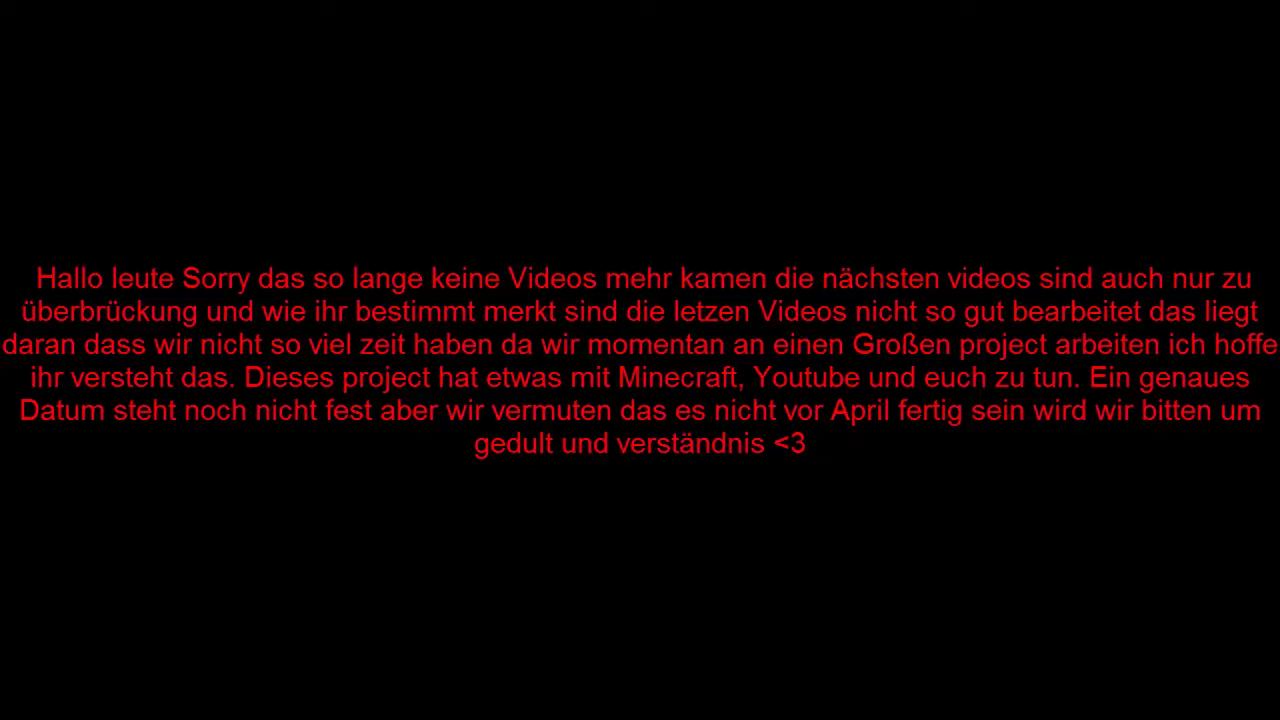 Hallo leute Sorry das so lange keine Videos mehr kamen die nächsten videos sind auch nur zu
überbrückung und wie ihr bestimmt merkt sind die letzen Videos nicht so gut bearbeitet das liegt
daran dass wir nicht so viel zeit haben da wir momentan an einen Großen project arbeiten ich hoffe
ihr versteht das. Dieses project hat etwas mit Minecraft, Youtube und euch zu tun. Ein genaues
Datum steht noch nicht fest aber wir vermuten das es nicht vor April fertig sein wird wir bitten um
gedult und verständnis <3